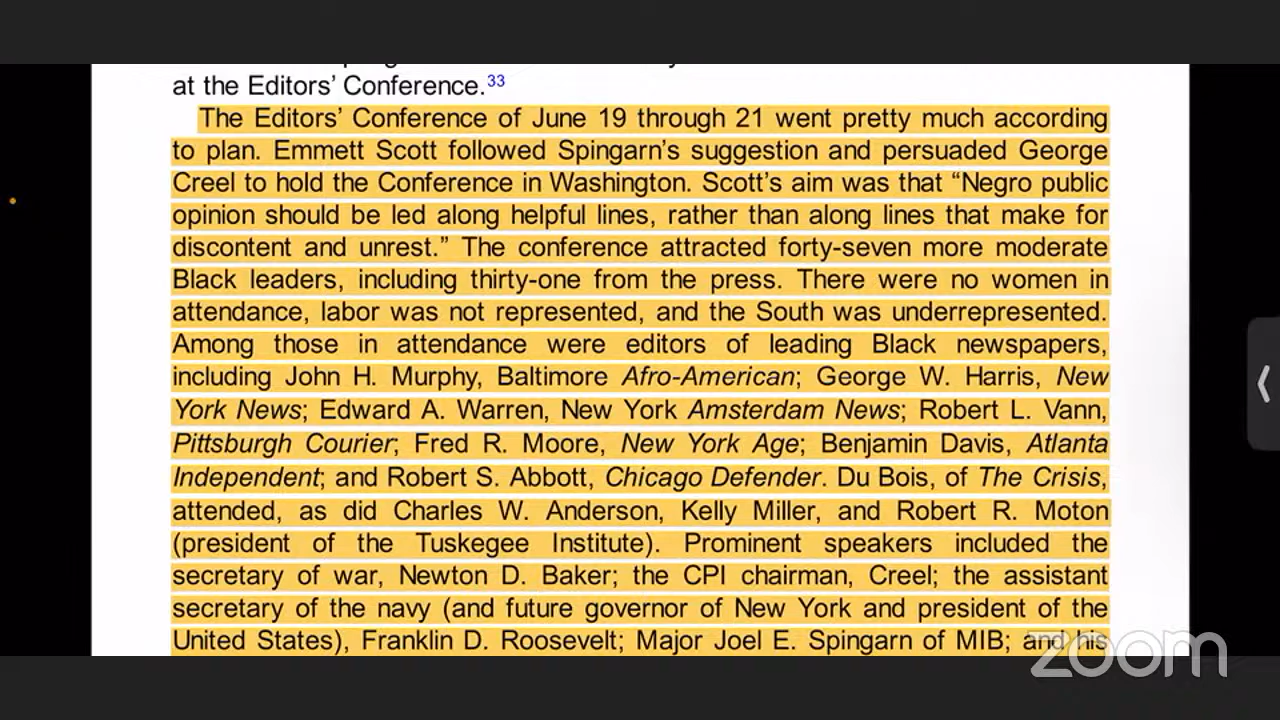 at the Editors’ Conference.33
The Editors’ Conference of June 19 through 21 went pretty much according
to plan. Emmett Scott followed Spingarn’s suggestion and persuaded George
Creel to hold the Conference in Washington. Scott’s aim was that “Negro public
opinion should be led along helpful lines, rather than along lines that make for
discontent and unrest.” The conference attracted forty-seven more moderate
Black leaders, including thirty-one from the press. There were no women in
attendance, labor was not represented, and the South was underrepresented.
Among those in attendance were editors of leading Black newspapers,
including John H. Murphy, Baltimore Afro-American; George W. Harris, New
York News; Edward A. Warren, New York Amsterdam News; Robert L. Vann,
Pittsburgh Courier; Fred R. Moore, New York Age; Benjamin Davis, Atlanta
Independent; and Robert S. Abbott, Chicago Defender. Du Bois, of The Crisis,
attended, as did Charles W. Anderson, Kelly Miller, and Robert R. Moton
(president of the Tuskegee Institute). Prominent speakers included the
secretary of war, Newton D. Baker; the CPI chairman, Creel; the assistant
secretary of the navy (and future governor of New York and president of the
United States), Franklin D. Roosevelt; Major Joel E. Spingarn of MIB; and his
zoom